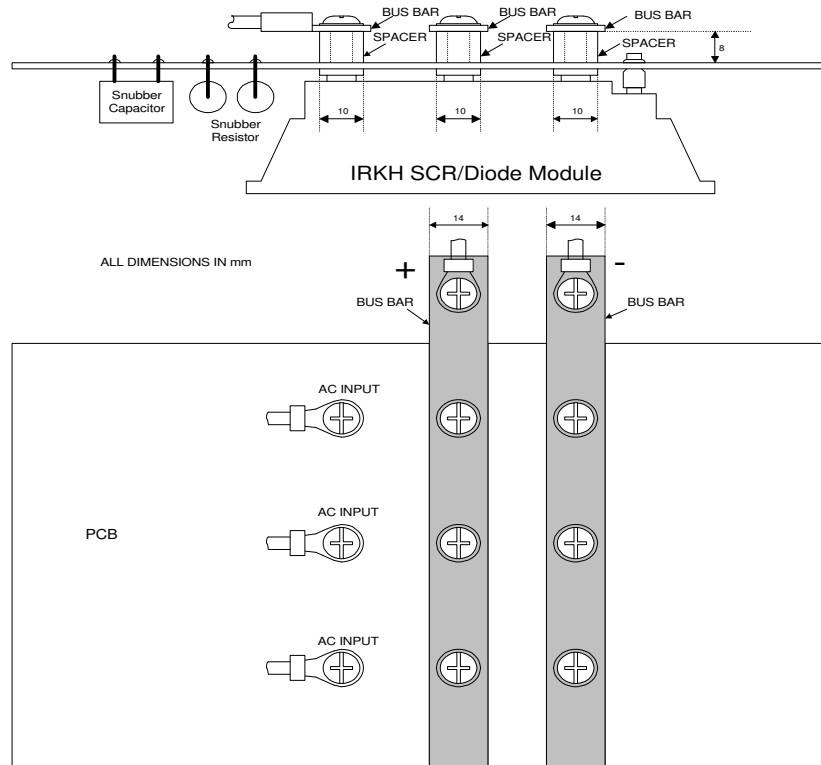 BUS BAR
BUS BAR
BUS BAR
SPACER
SPACER
SPACER
8
Snubber
Capacitor
Snubber
Resistor
10
10
10
IRKH SCR/Diode Module
14
14
ALL DIMENSIONS IN mm
+
-
BUS BAR
BUS BAR
AC INPUT
AC INPUT
PCB
AC INPUT